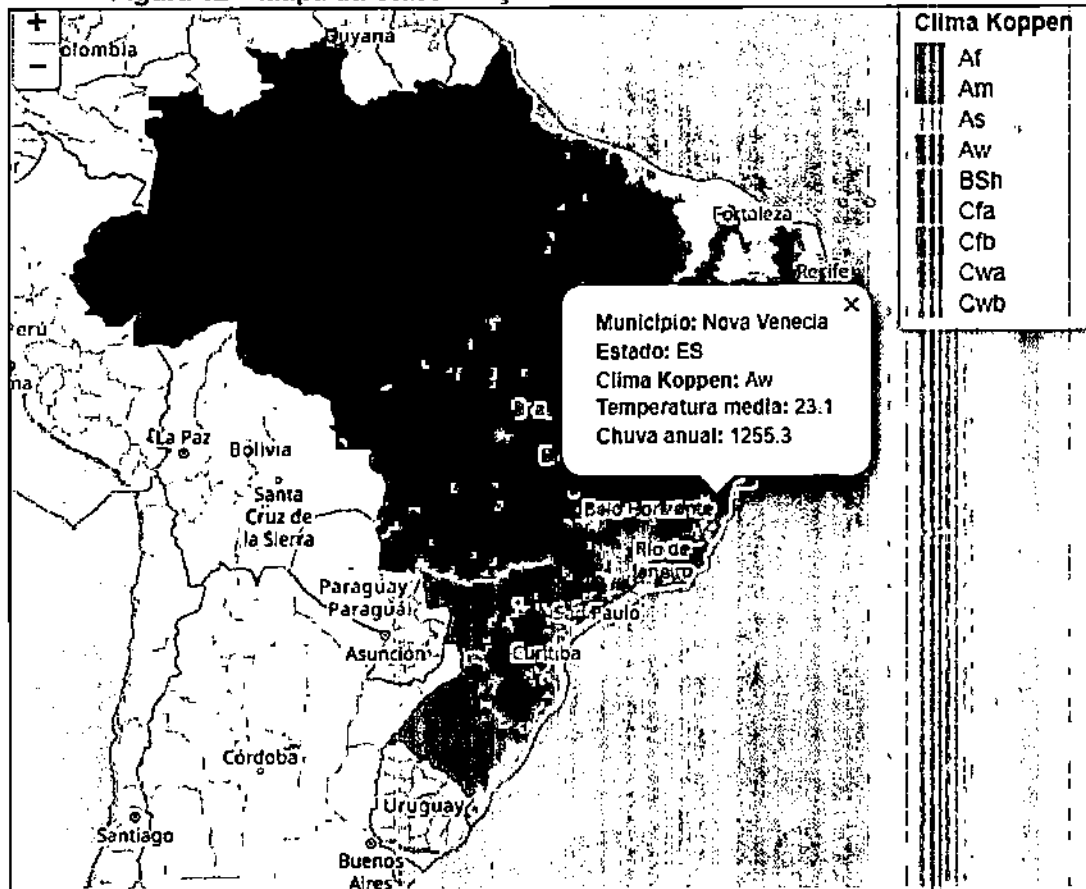 +
Guyana
olombia
−
Clima Koppen
Af
Am
As
Aw
BSh
Cfa
Cfb
Cwa
Cwb
Fortaleza
Recife
Municipio: Nova Venecia
Estado: ES
Clima Koppen: Aw
Temperatura media: 23.1
Chuva anual: 1255.3
Perú
La Paz
Bolivia
Santa
Cruz de
la Sierra
Belo Horizonte
Rio de
Janeiro
Paraguay
Paraguái
São Paulo
Asunción
Curitiba
Córdoba
Uruguay
Santiago
Buenos
Aires